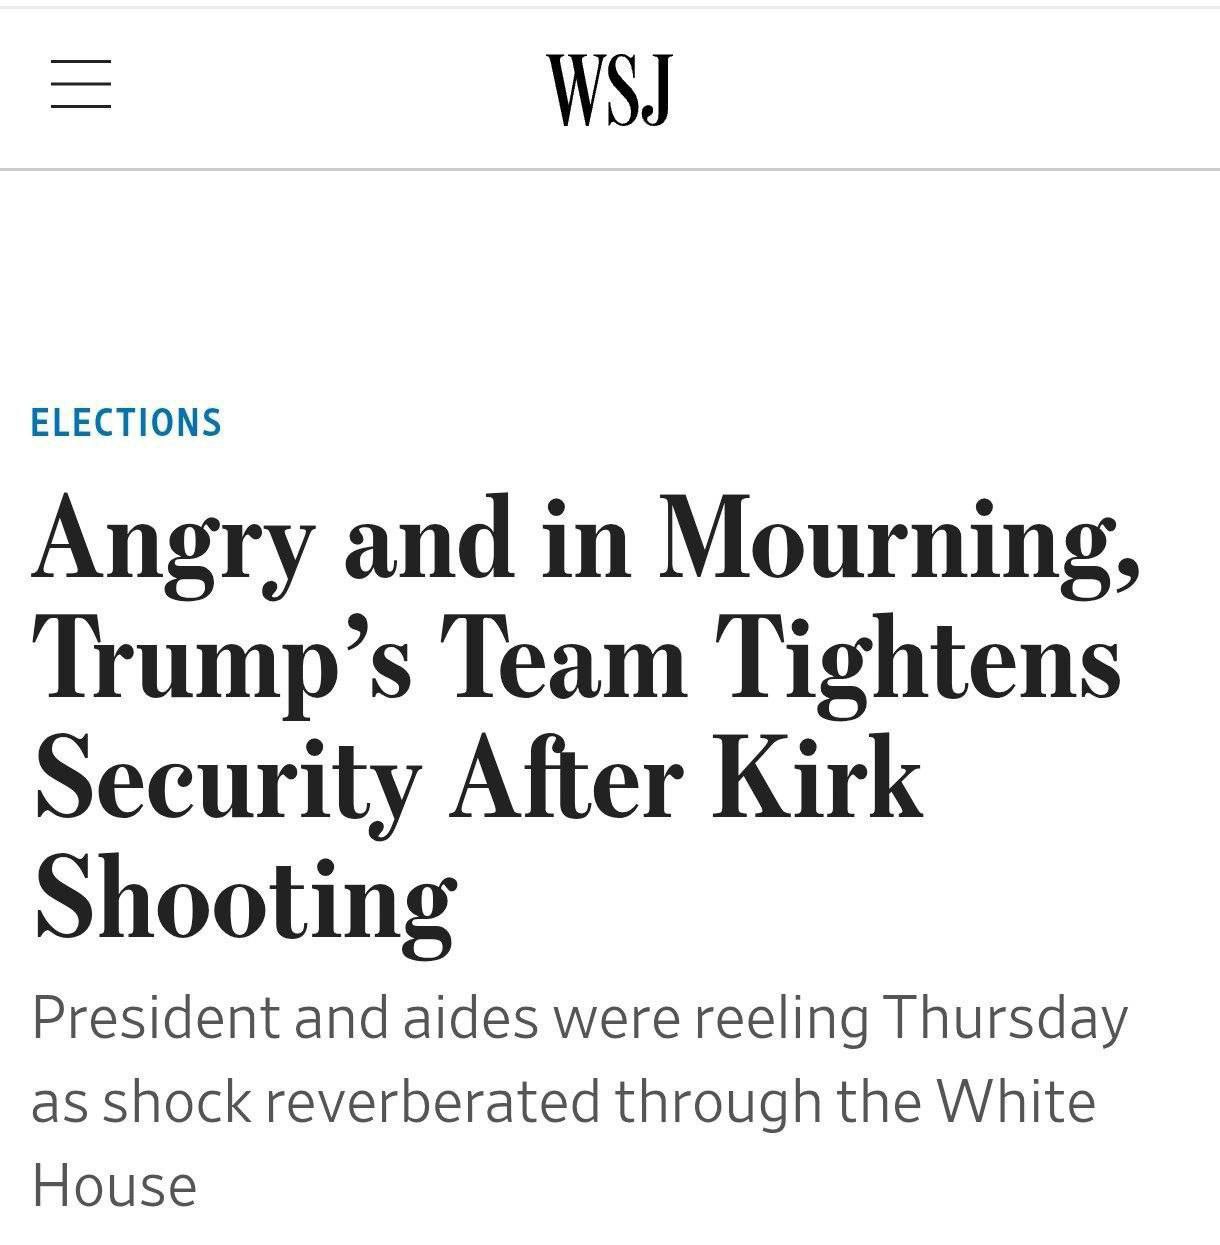 WSJ
ELECTIONS
Angry and in Mourning,
Trump’s Team Tightens
Security After Kirk
Shooting
President and aides were reeling Thursday
as shock reverberated through the White
House